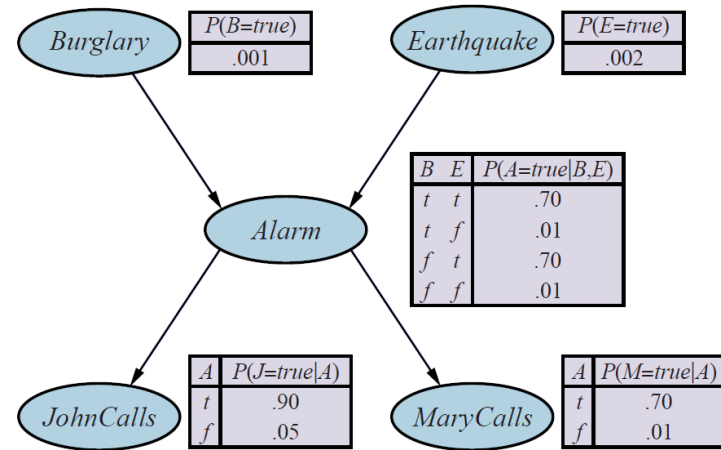 Burglary
P(B=true)
.001
Earthquake
P(E=true)
.002
Alarm
B E P(A=true|B,E)
t t .70
t f .01
f t .70
f f .01
JohnCalls
A P(J=true|A)
t .90
f .05
MaryCalls
A P(M=true|A)
t .70
f .01